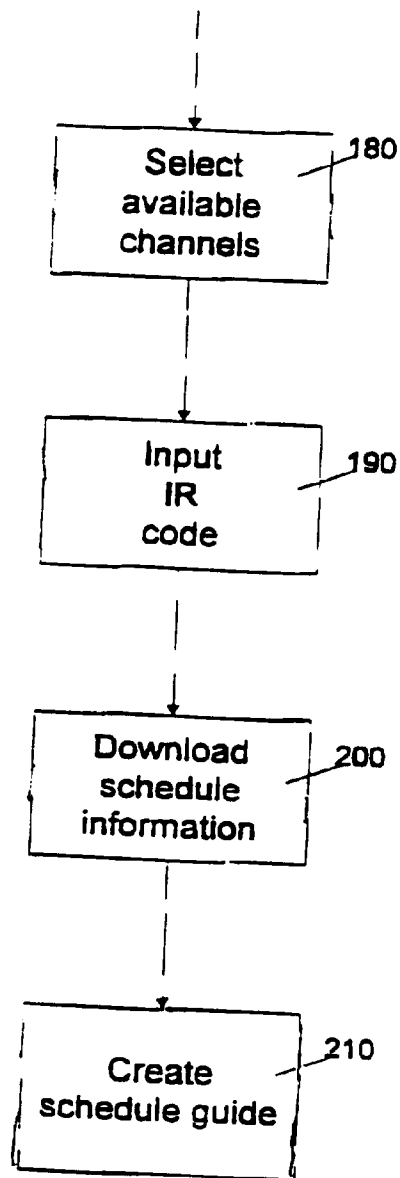 Select
available
channels
180
Input
IR
code
190
Download
schedule
information
200
Create
schedule guide
210